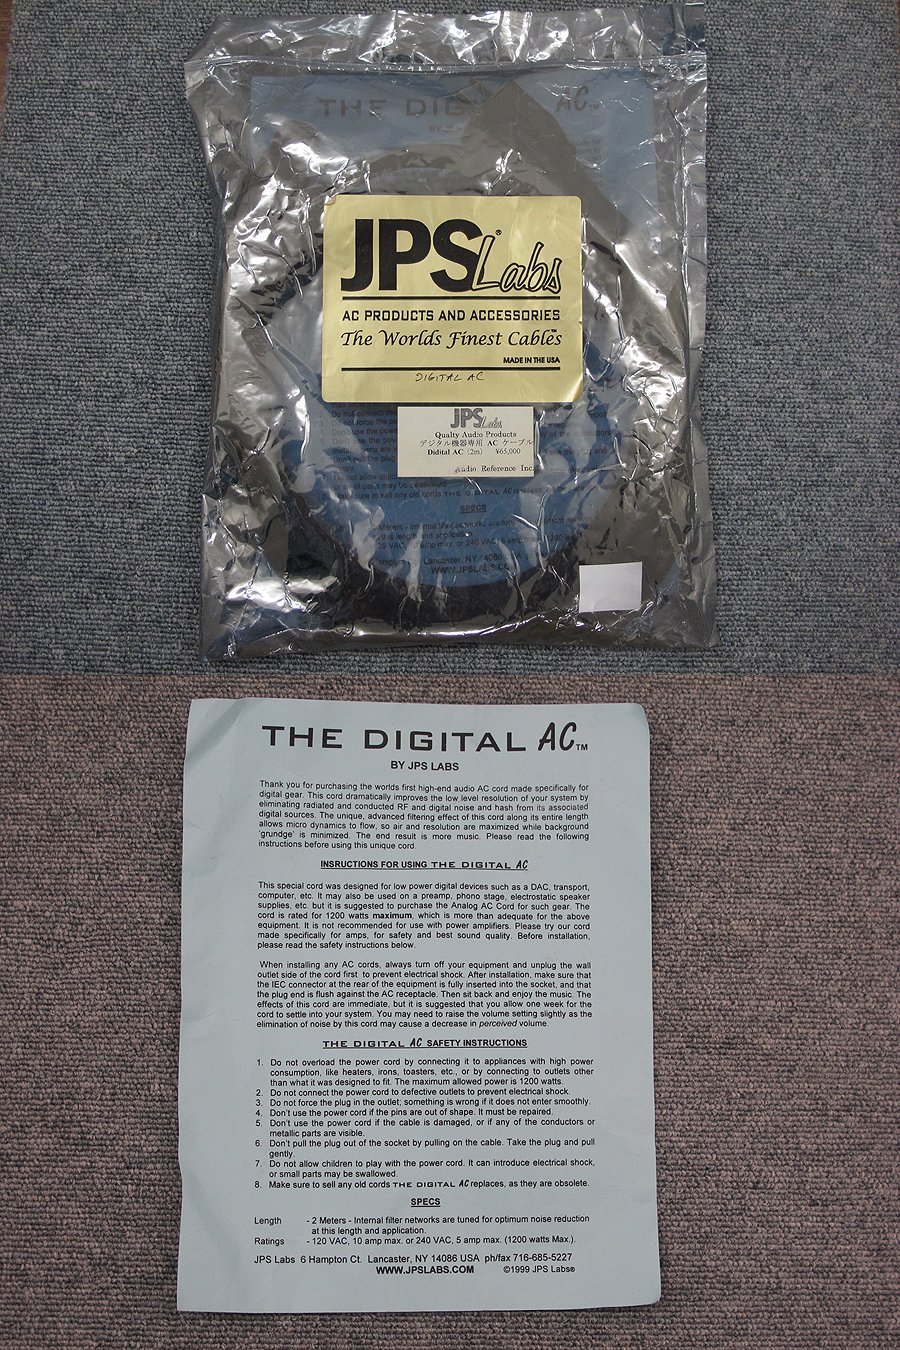 THE DIGITAL AC™
JPS Labs®
AC PRODUCTS AND ACCESSORIES
The Worlds Finest Cables™
MADE IN THE USA
DIGITAL AC
JPS Labs
Qualty Audio Products
デジタル機器専用 AC ケーブル
Didital AC (2m) ¥65,000
Audio Reference Inc.
SPECS
THE DIGITAL AC™
BY JPS LABS
Thank you for purchasing the worlds first high-end audio AC cord made specifically for
digital gear. This cord dramatically improves the low level resolution of your system by
eliminating radiated and conducted RF and digital noise and hash from its associated
digital sources. The unique, advanced filtering effect of this cord along its entire length
allows micro dynamics to flow, so air and resolution are maximized while background
'grundge' is minimized. The end result is more music. Please read the following
instructions before using this unique cord.
INSTRUCTIONS FOR USING THE DIGITAL AC
This special cord was designed for low power digital devices such as a DAC, transport,
computer, etc. It may also be used on a preamp, phono stage, electrostatic speaker
supplies, etc. but it is suggested to purchase the Analog AC Cord for such gear. The
cord is rated for 1200 watts maximum, which is more than adequate for the above
equipment. It is not recommended for use with power amplifiers. Please try our cord
made specifically for amps, for safety and best sound quality. Before installation,
please read the safety instructions below.
When installing any AC cords, always turn off your equipment and unplug the wall
outlet side of the cord first to prevent electrical shock. After installation, make sure that
the IEC connector at the rear of the equipment is fully inserted into the socket, and that
the plug end is flush against the AC receptacle. Then sit back and enjoy the music. The
effects of this cord are immediate, but it is suggested that you allow one week for the
cord to settle into your system. You may need to raise the volume setting slightly as the
elimination of noise by this cord may cause a decrease in perceived volume.
THE DIGITAL AC SAFETY INSTRUCTIONS
1. Do not overload the power cord by connecting it to appliances with high power
consumption, like heaters, irons, toasters, etc., or by connecting to outlets other
than what it was designed to fit. The maximum allowed power is 1200 watts.
2. Do not connect the power cord to defective outlets to prevent electrical shock.
3. Do not force the plug in the outlet; something is wrong if it does not enter smoothly.
4. Don't use the power cord if the pins are out of shape. It must be repaired.
5. Don't use the power cord if the cable is damaged, or if any of the conductors or
metallic parts are visible.
6. Don't pull the plug out of the socket by pulling on the cable. Take the plug and pull
gently.
7. Do not allow children to play with the power cord. It can introduce electrical shock,
or small parts may be swallowed.
8. Make sure to sell any old cords THE DIGITAL AC replaces, as they are obsolete.
SPECS
Length - 2 Meters - Internal filter networks are tuned for optimum noise reduction
at this length and application.
Ratings - 120 VAC, 10 amp max. or 240 VAC, 5 amp max. (1200 watts Max.).
JPS Labs 6 Hampton Ct. Lancaster, NY 14086 USA ph/fax 716-685-5227
WWW.JPSLABS.COM ©1999 JPS Labs®